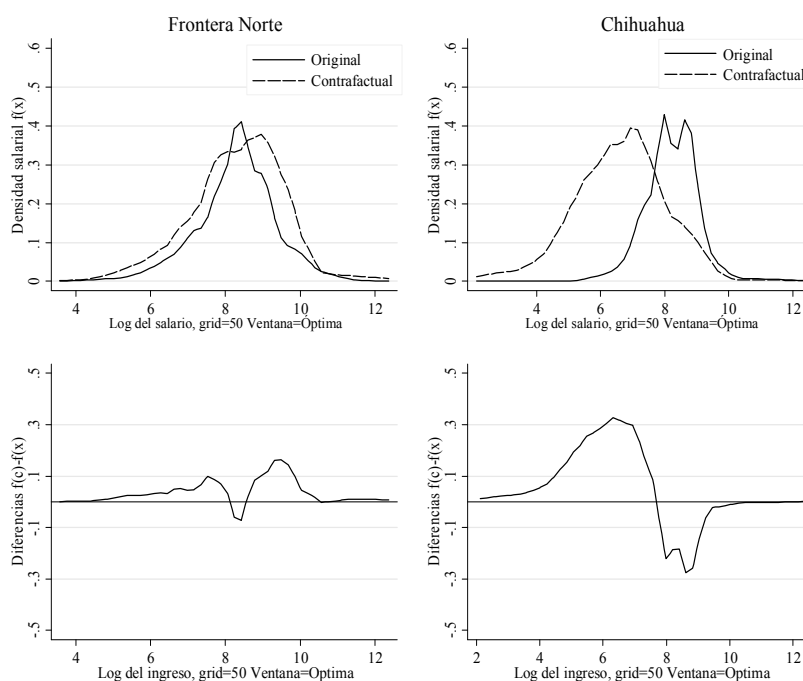 Frontera Norte
Original
Contrafactual
Densidad salarial f(x)
.6
.5
.4
.3
.2
.1
0
4 6 8 10 12
Log del salario, grid=50 Ventana=Óptima
Chihuahua
Original
Contrafactual
Densidad salarial f(x)
.6
.5
.4
.3
.2
.1
0
4 6 8 10 12
Log del salario, grid=50 Ventana=Óptima
Diferencias f(c)-f(x)
.5
.3
.1
-.1
-.3
-.5
4 6 8 10 12
Log del ingreso, grid=50 Ventana=Optima
Diferencias f(c)-f(x)
.5
.3
.1
-.1
-.3
-.5
2 4 6 8 10 12
Log del ingreso, grid=50 Ventana=Optima